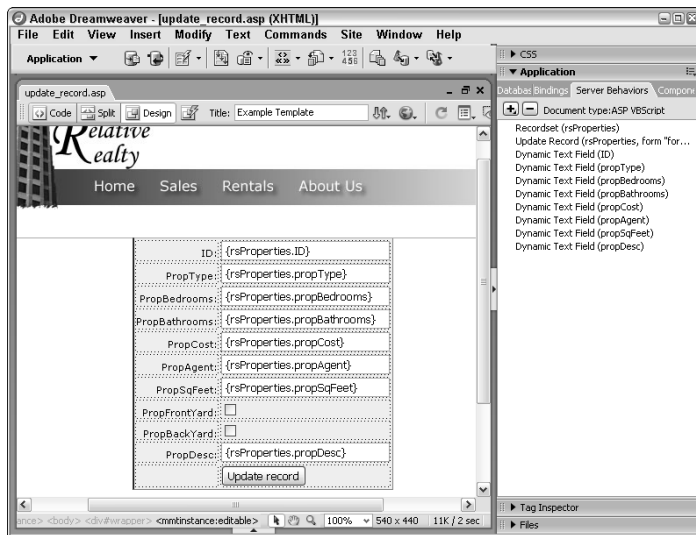 Adobe Dreamweaver - [update_record.asp (XHTML)]
File Edit View Insert Modify Text Commands Site Window Help
Application
CSS
Application
update_record.asp
Databas Bindings Server Behaviors Compone
Code Split Design Title: Example Template
Document type:ASP VBScript
Relative
Realty
Home Sales Rentals About Us
Recordset (rsProperties)
Update Record (rsProperties, form "for...
Dynamic Text Field (ID)
Dynamic Text Field (propType)
Dynamic Text Field (propBedrooms)
Dynamic Text Field (propBathrooms)
Dynamic Text Field (propCost)
Dynamic Text Field (propAgent)
Dynamic Text Field (propSqFeet)
Dynamic Text Field (propDesc)
ID: {rsProperties.ID}
PropType: {rsProperties.propType}
PropBedrooms: {rsProperties.propBedrooms}
PropBathrooms: {rsProperties.propBathrooms}
PropCost: {rsProperties.propCost}
PropAgent: {rsProperties.propAgent}
PropSqFeet: {rsProperties.propSqFeet}
PropFrontYard:
PropBackYard:
PropDesc: {rsProperties.propDesc}
Update record
ance> <body> <div#wrapper> <mmtinstance:editable> 100% 540 x 440 11K / 2 sec
Tag Inspector
Files